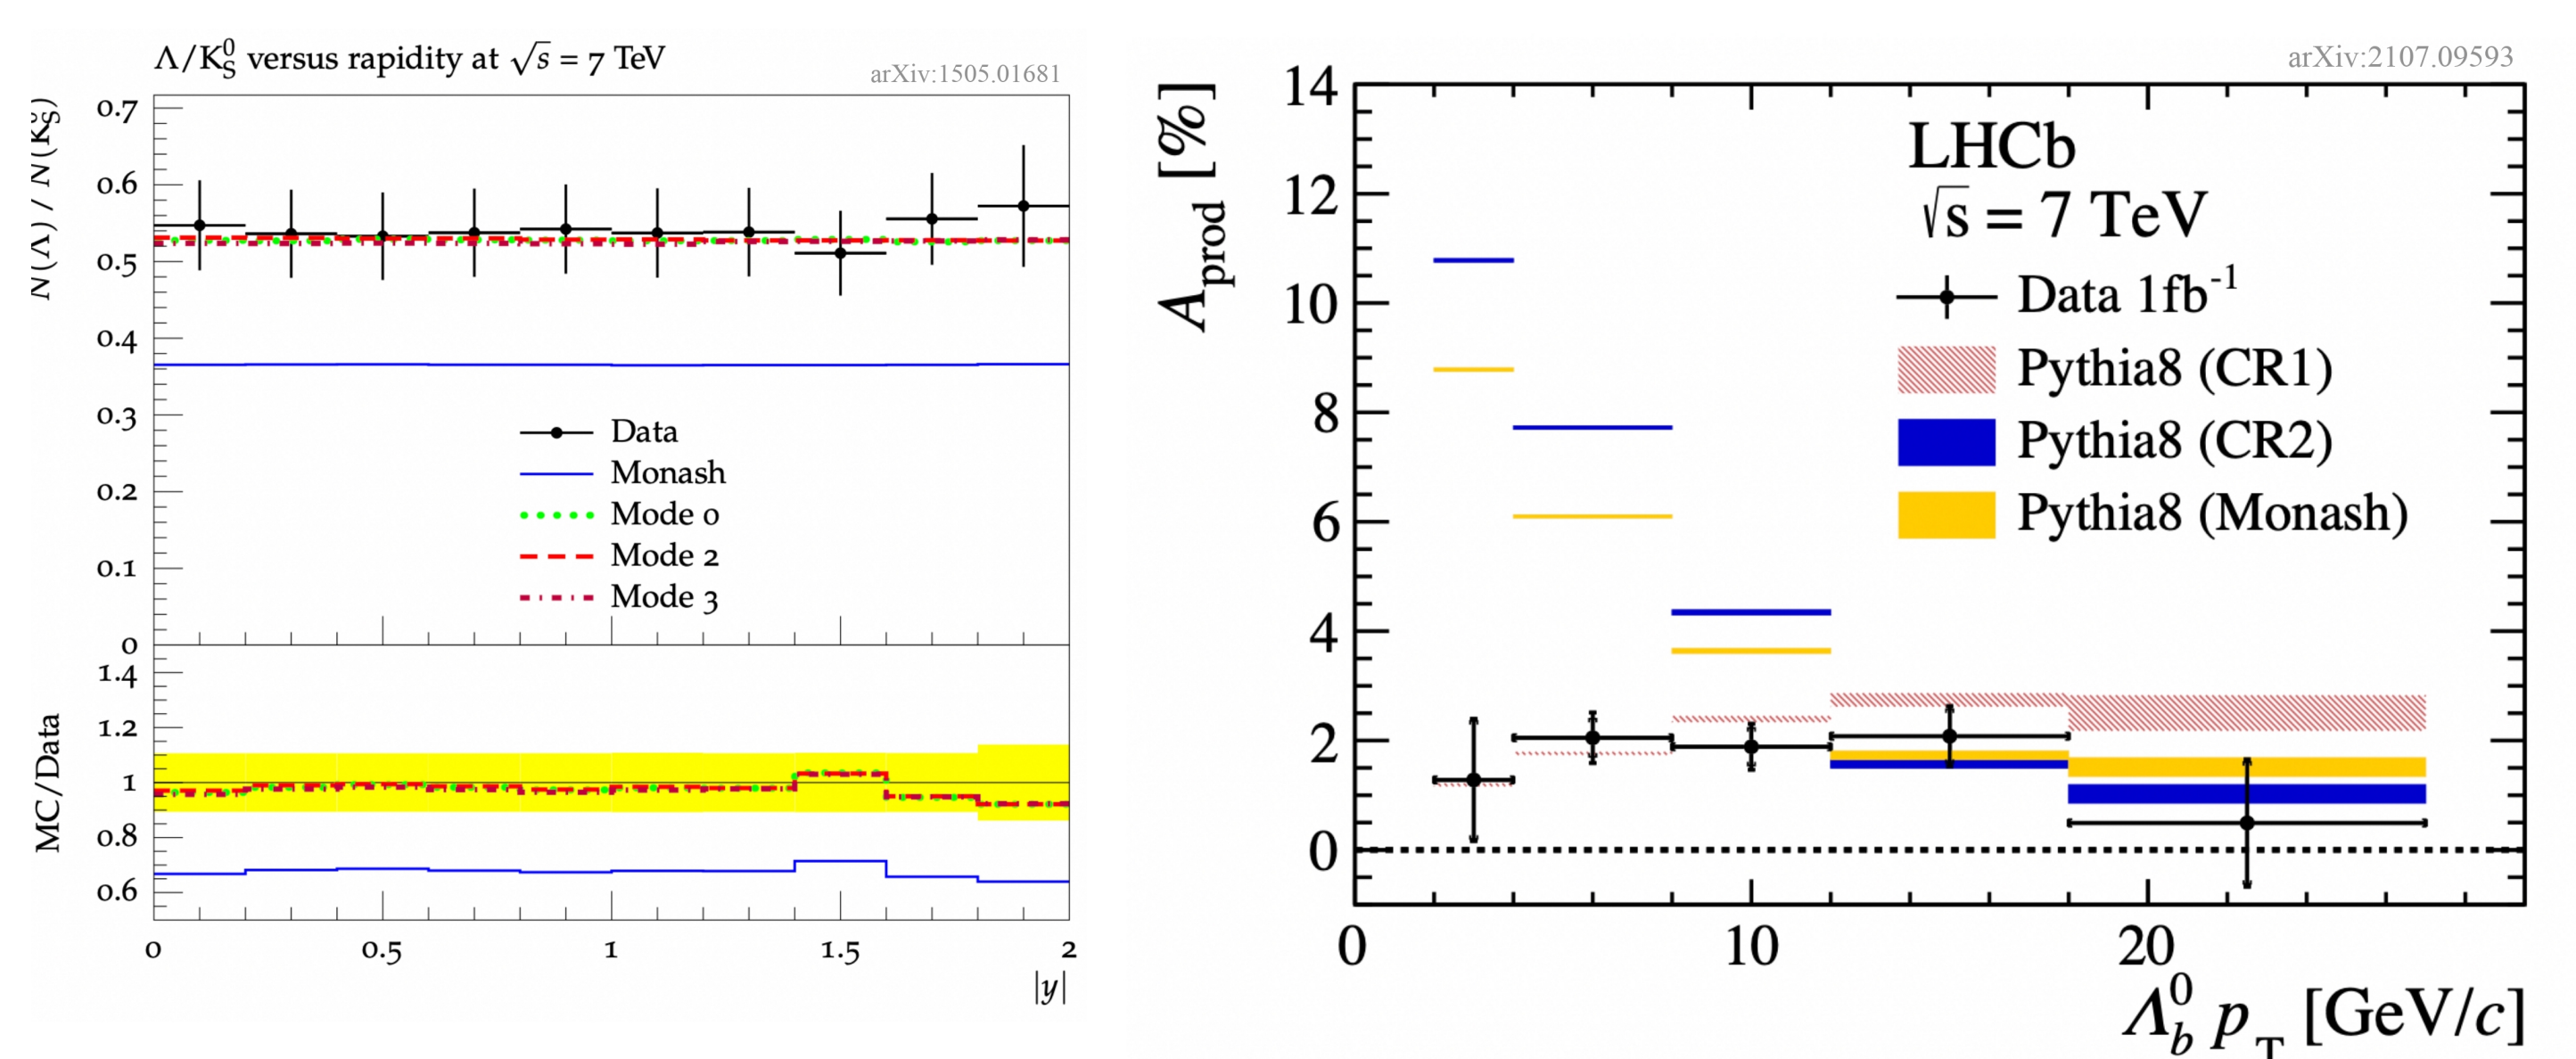 Λ/K⁰_S versus rapidity at √s = 7 TeV
arXiv:1505.01681
N(Λ) / N(K⁰_S)
0.7
0.6
0.5
0.4
0.3
0.2
0.1
0
Data
Monash
Mode 0
Mode 2
Mode 3
MC/Data
1.4
1.2
1
0.8
0.6
0 0.5 1 1.5 2
|y|
arXiv:2107.09593
A_prod [%]
14
12
10
8
6
4
2
0
LHCb
√s = 7 TeV
Data 1fb⁻¹
Pythia8 (CR1)
Pythia8 (CR2)
Pythia8 (Monash)
0 10 20
Λ⁰_b p_T [GeV/c]